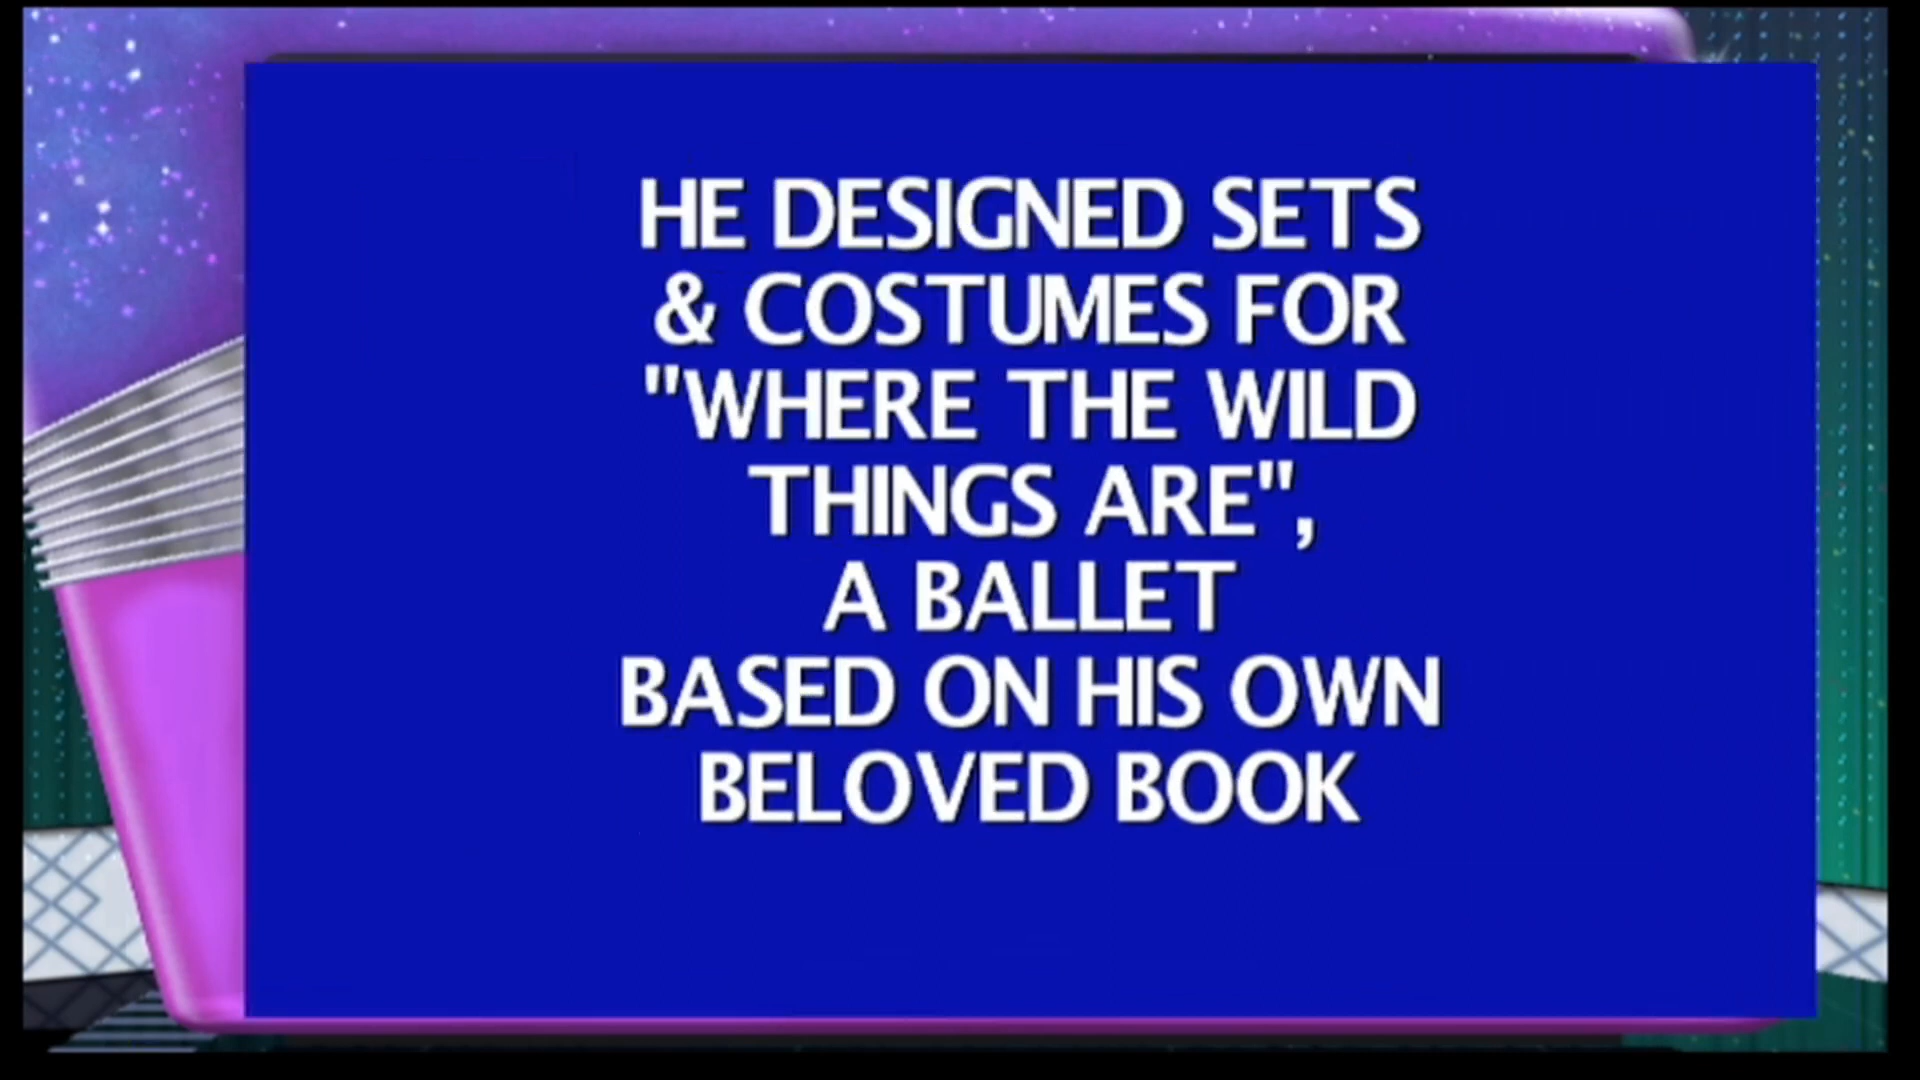 HE DESIGNED SETS
& COSTUMES FOR
"WHERE THE WILD
THINGS ARE",
A BALLET
BASED ON HIS OWN
BELOVED BOOK